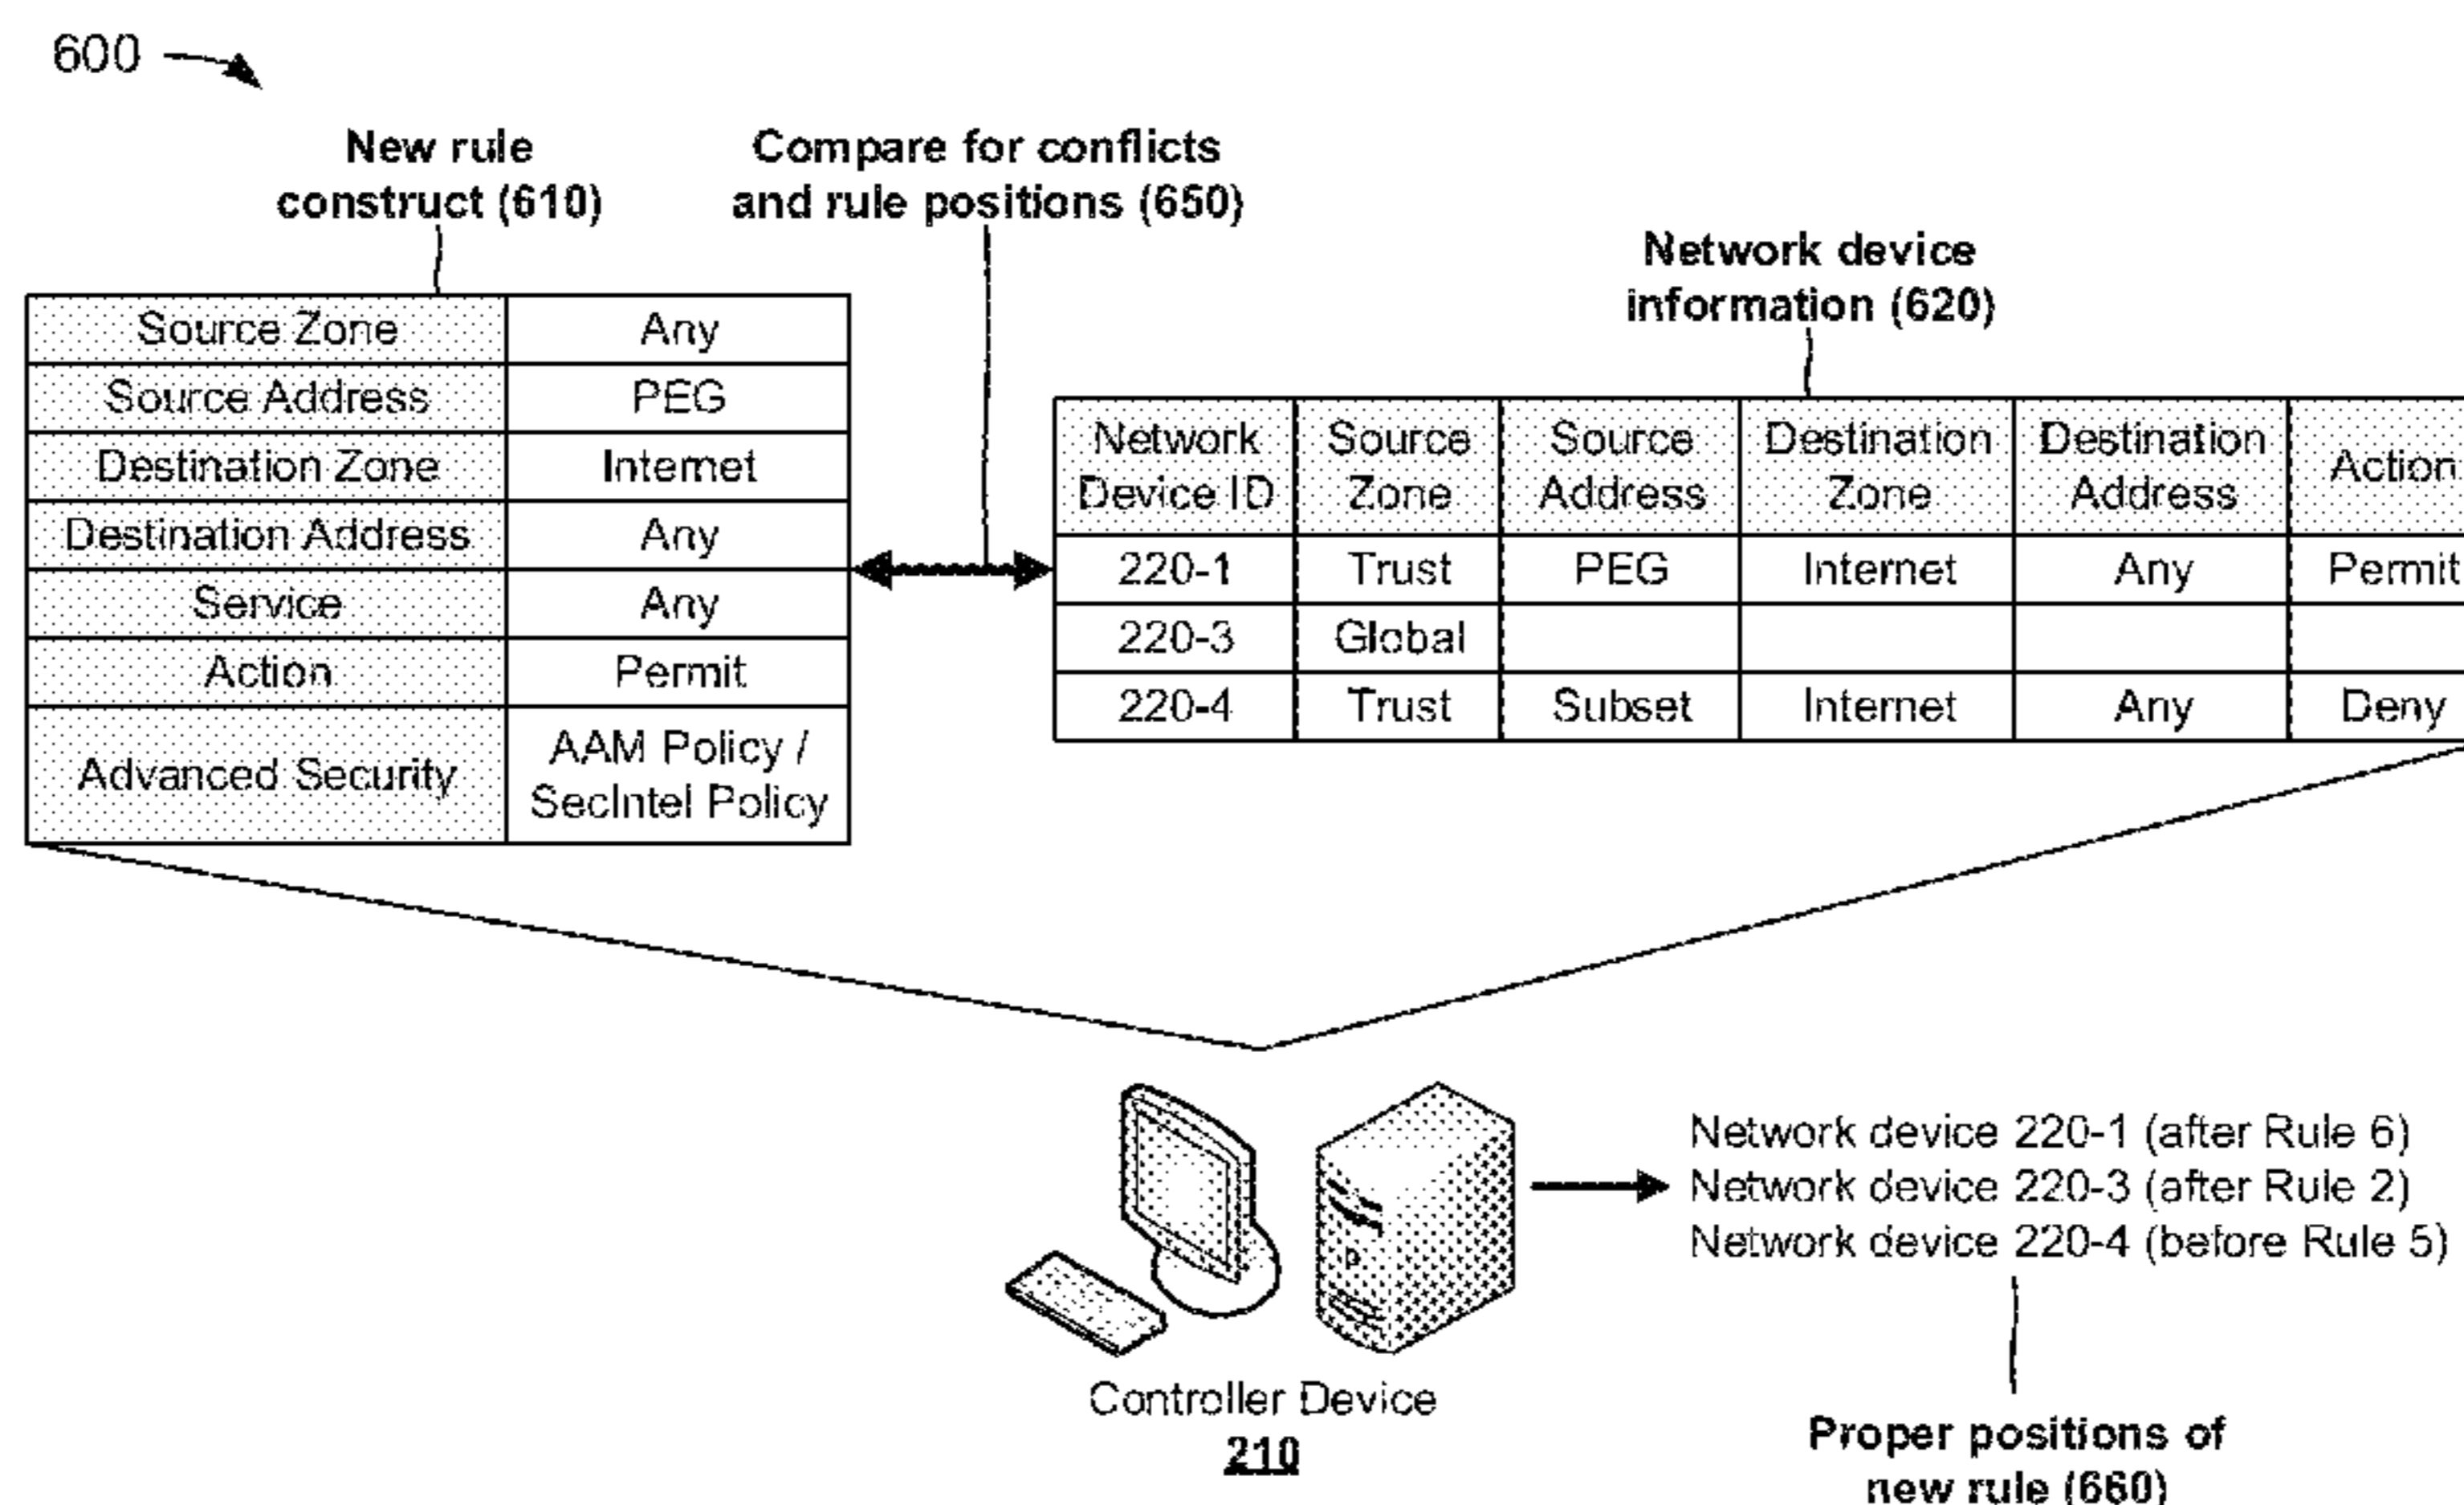 600
New rule
construct (610)
Compare for conflicts
and rule positions (650)
Network device
information (620)
Source Zone Any
Source Address PEG
Destination Zone Internet
Destination Address Any
Service Any
Action Permit
Advanced Security AAM Policy /
SecIntel Policy
Network Source Source Destination Destination Action
Device ID Zone Address Zone Address
220-1 Trust PEG Internet Any Permit
220-3 Global
220-4 Trust Subset Internet Any Deny
Network device 220-1 (after Rule 6)
Network device 220-3 (after Rule 2)
Network device 220-4 (before Rule 5)
Controller Device
210
Proper positions of
new rule (660)